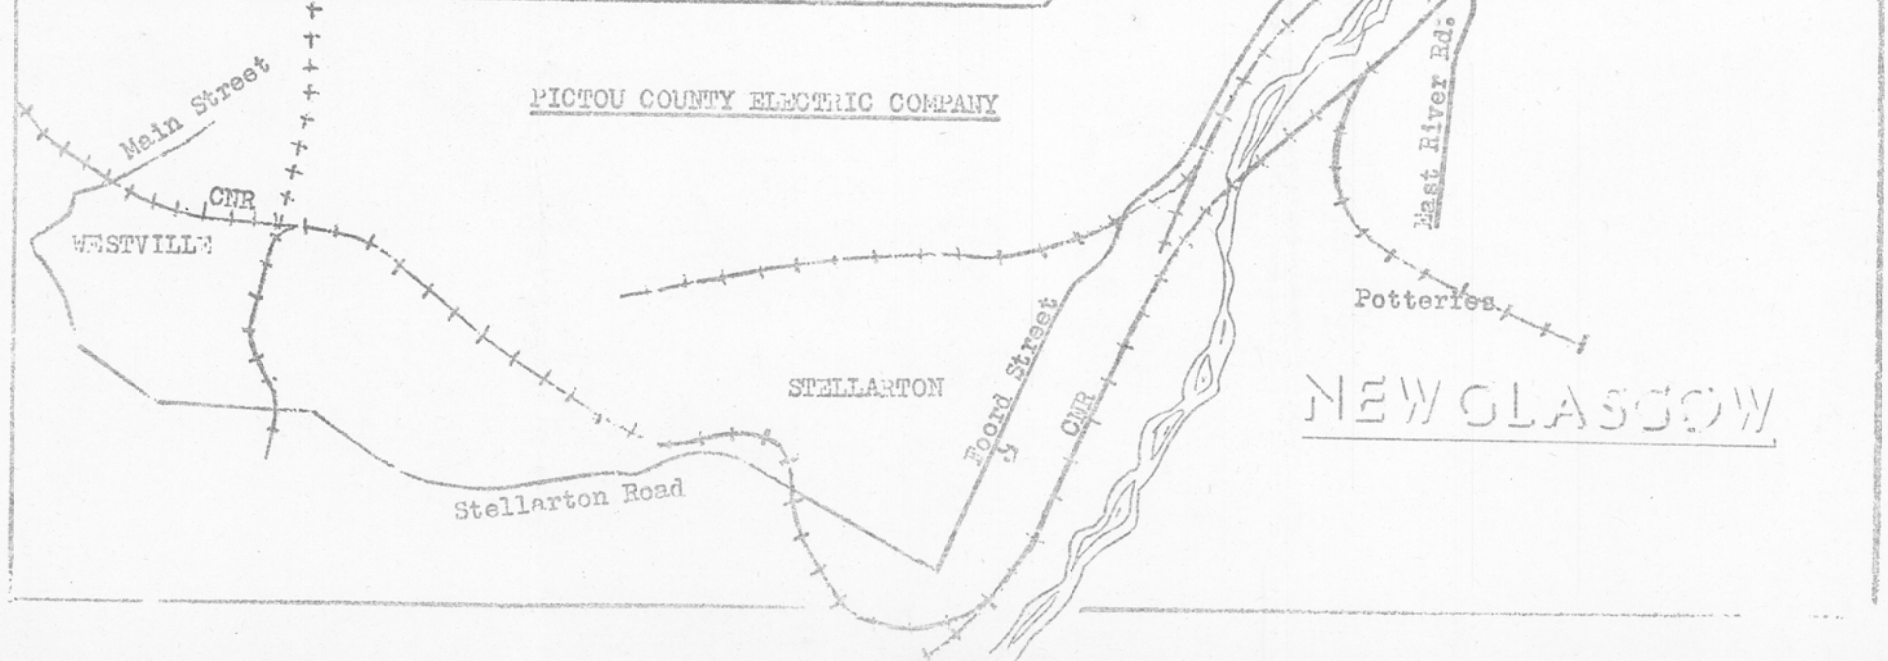 Main Street
PICTOU COUNTY ELECTRIC COMPANY
East River Rd.
CNR
WESTVILLE
Potteries
STELLARTON
Foord Street
g
CNR
NEW GLASGOW
Stellarton Road